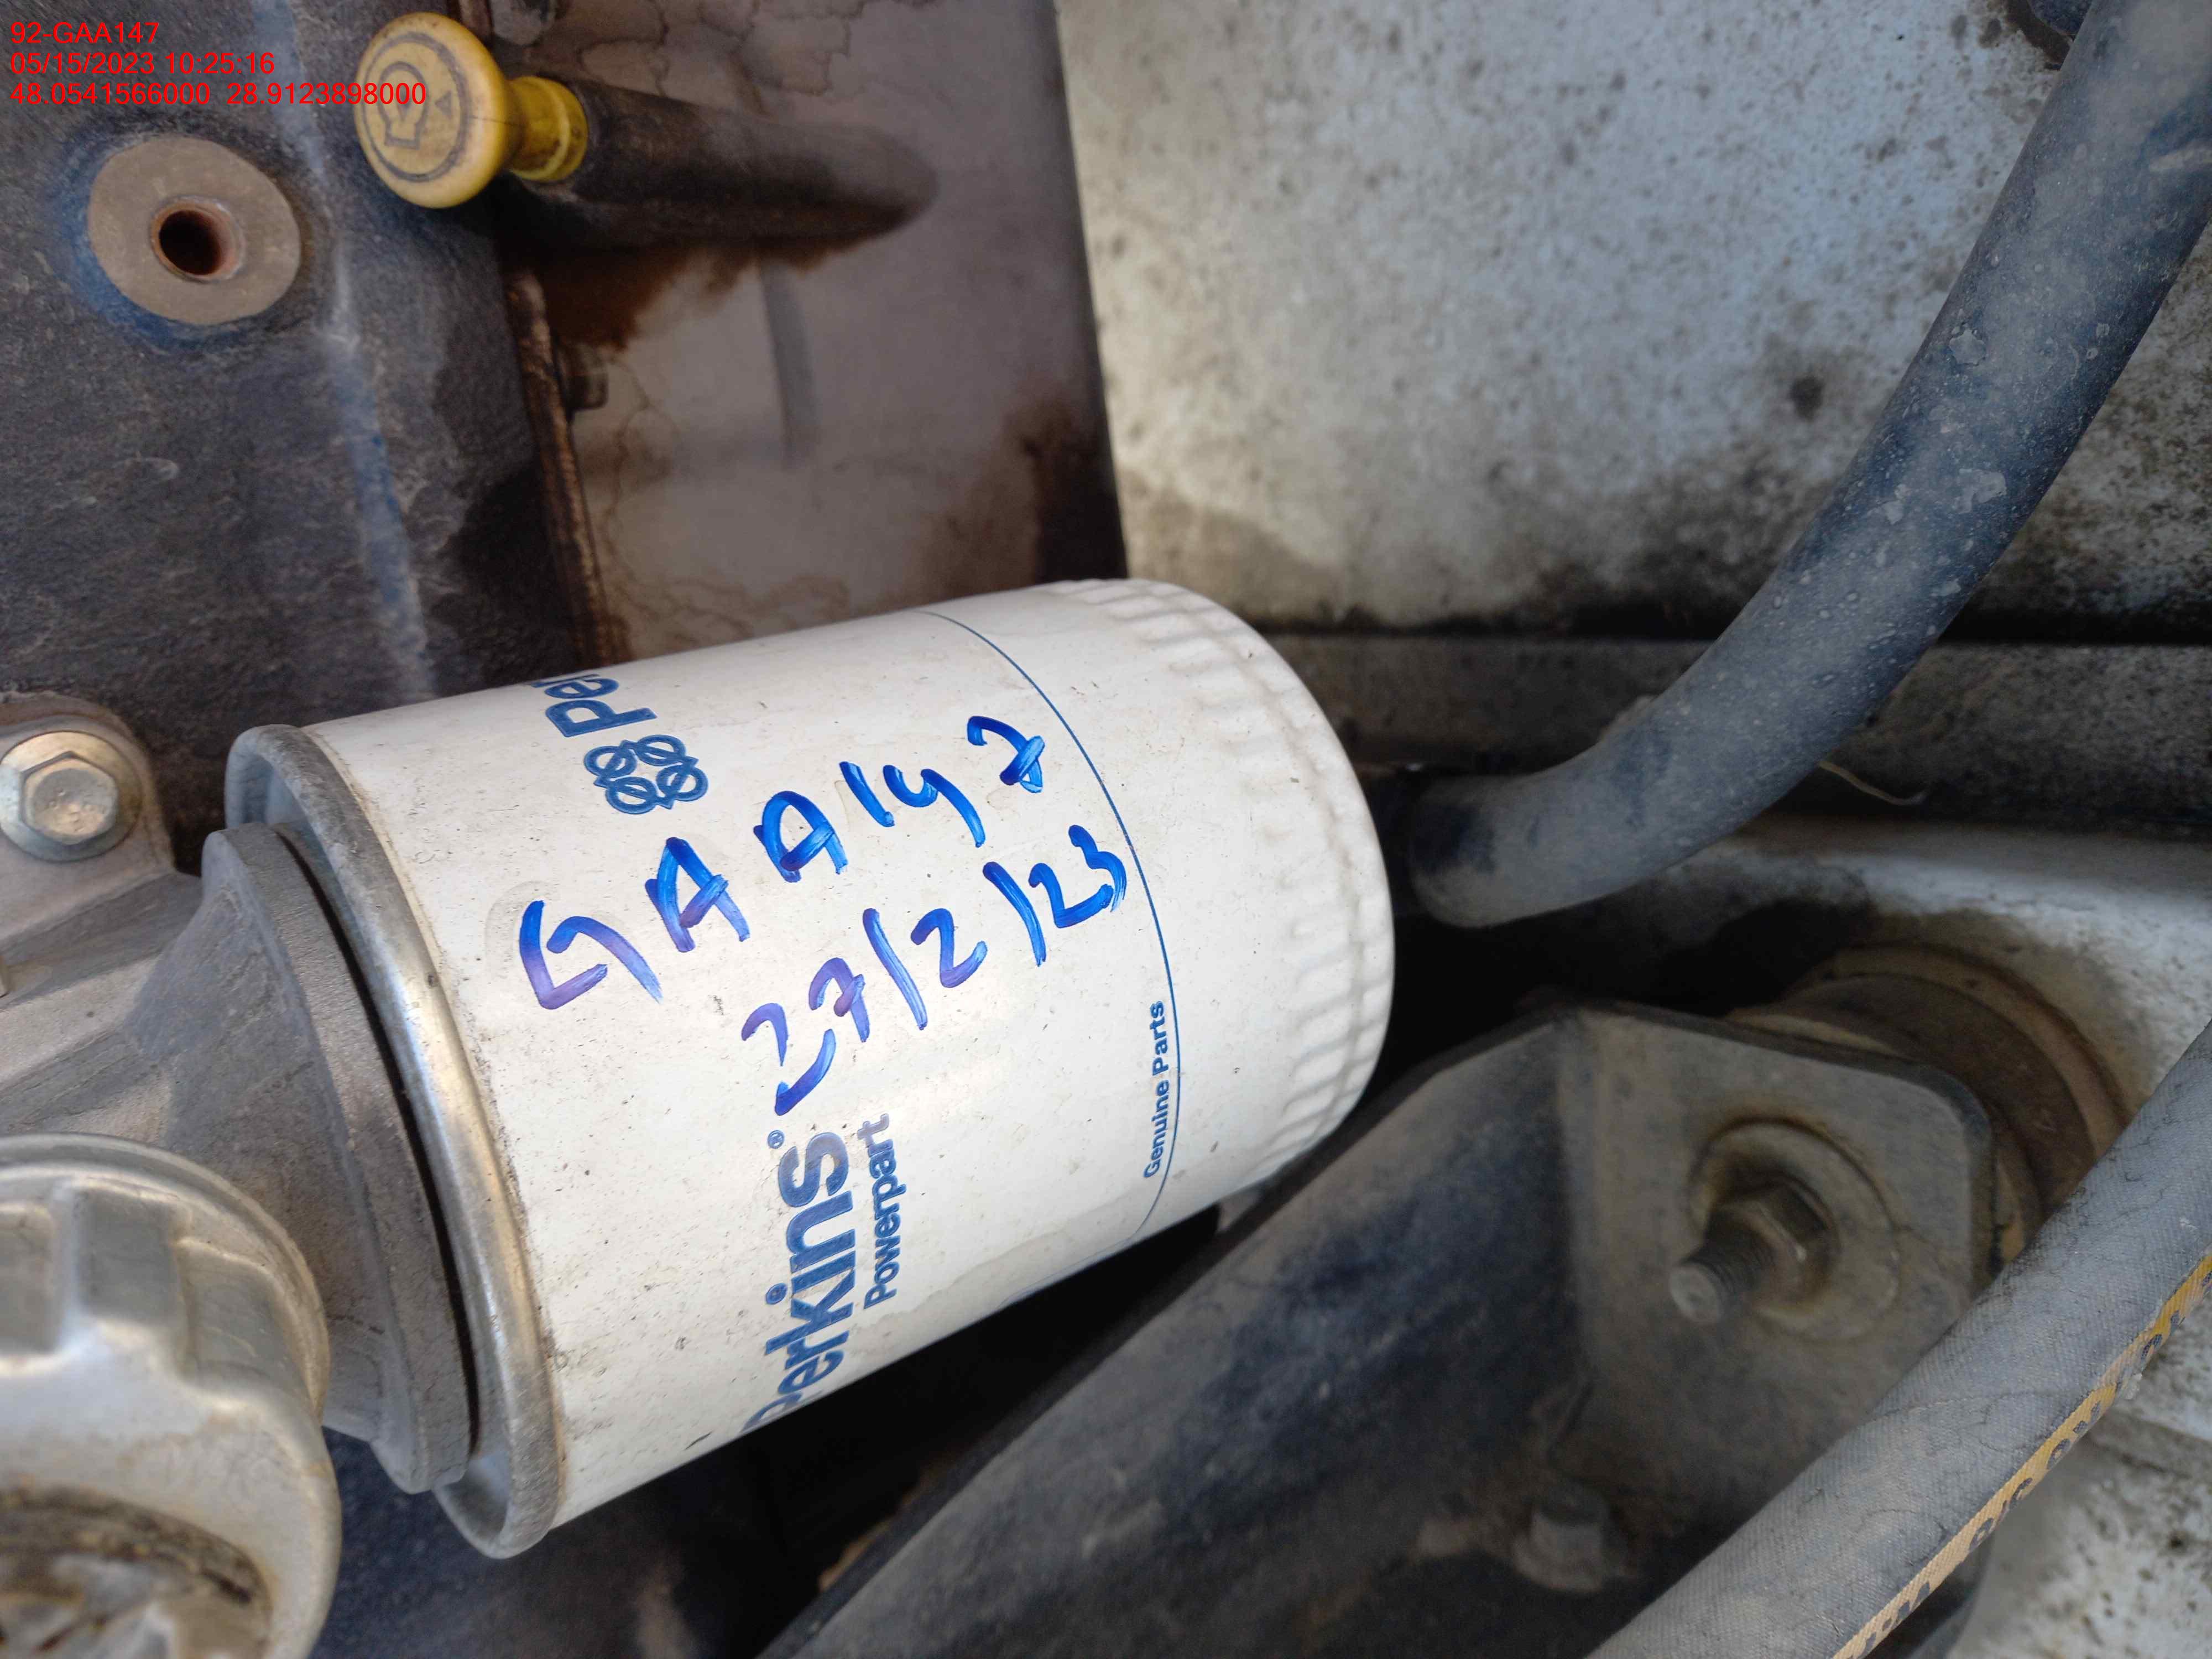 92-GAA147
05/15/2023 10:25:16
48.0541566000 28.9123898000
GAA147
27/2/23
Perkins®
Powerpart
Genuine Parts